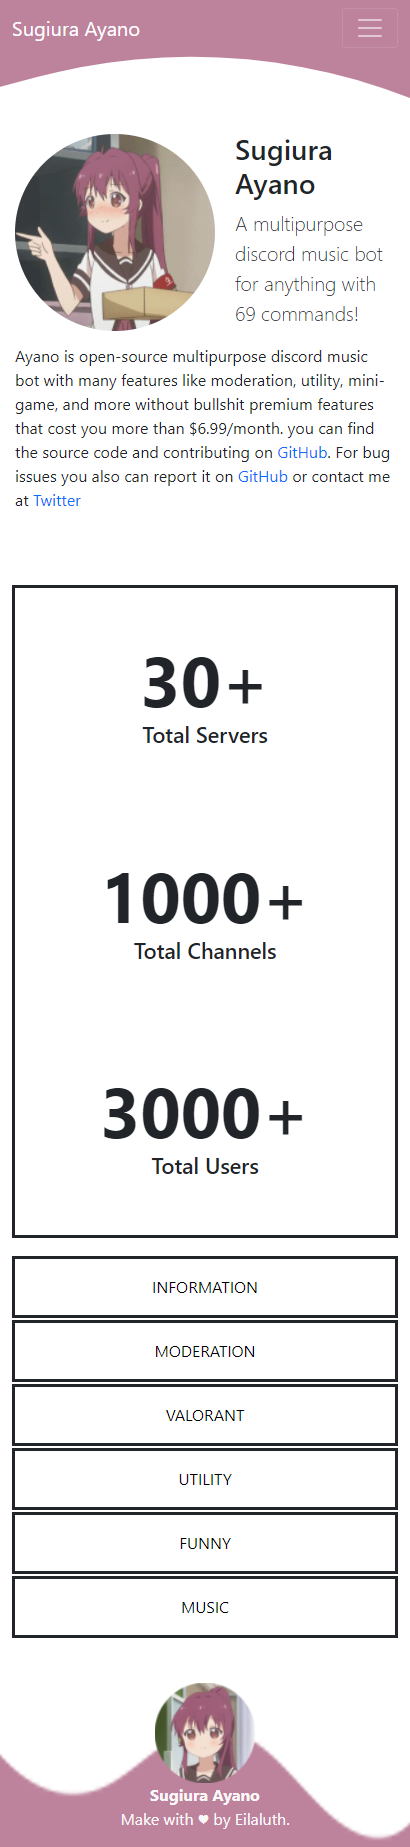 Sugiura Ayano
Sugiura
Ayano
A multipurpose
discord music bot
for anything with
69 commands!
Ayano is open-source multipurpose discord music
bot with many features like moderation, utility, mini-
game, and more without bullshit premium features
that cost you more than $6.99/month. you can find
the source code and contributing on GitHub. For bug
issues you also can report it on GitHub or contact me
at Twitter
30+
Total Servers
1000+
Total Channels
3000+
Total Users
INFORMATION
MODERATION
VALORANT
UTILITY
FUNNY
MUSIC
Sugiura Ayano
Make with ♥ by Eilaluth.